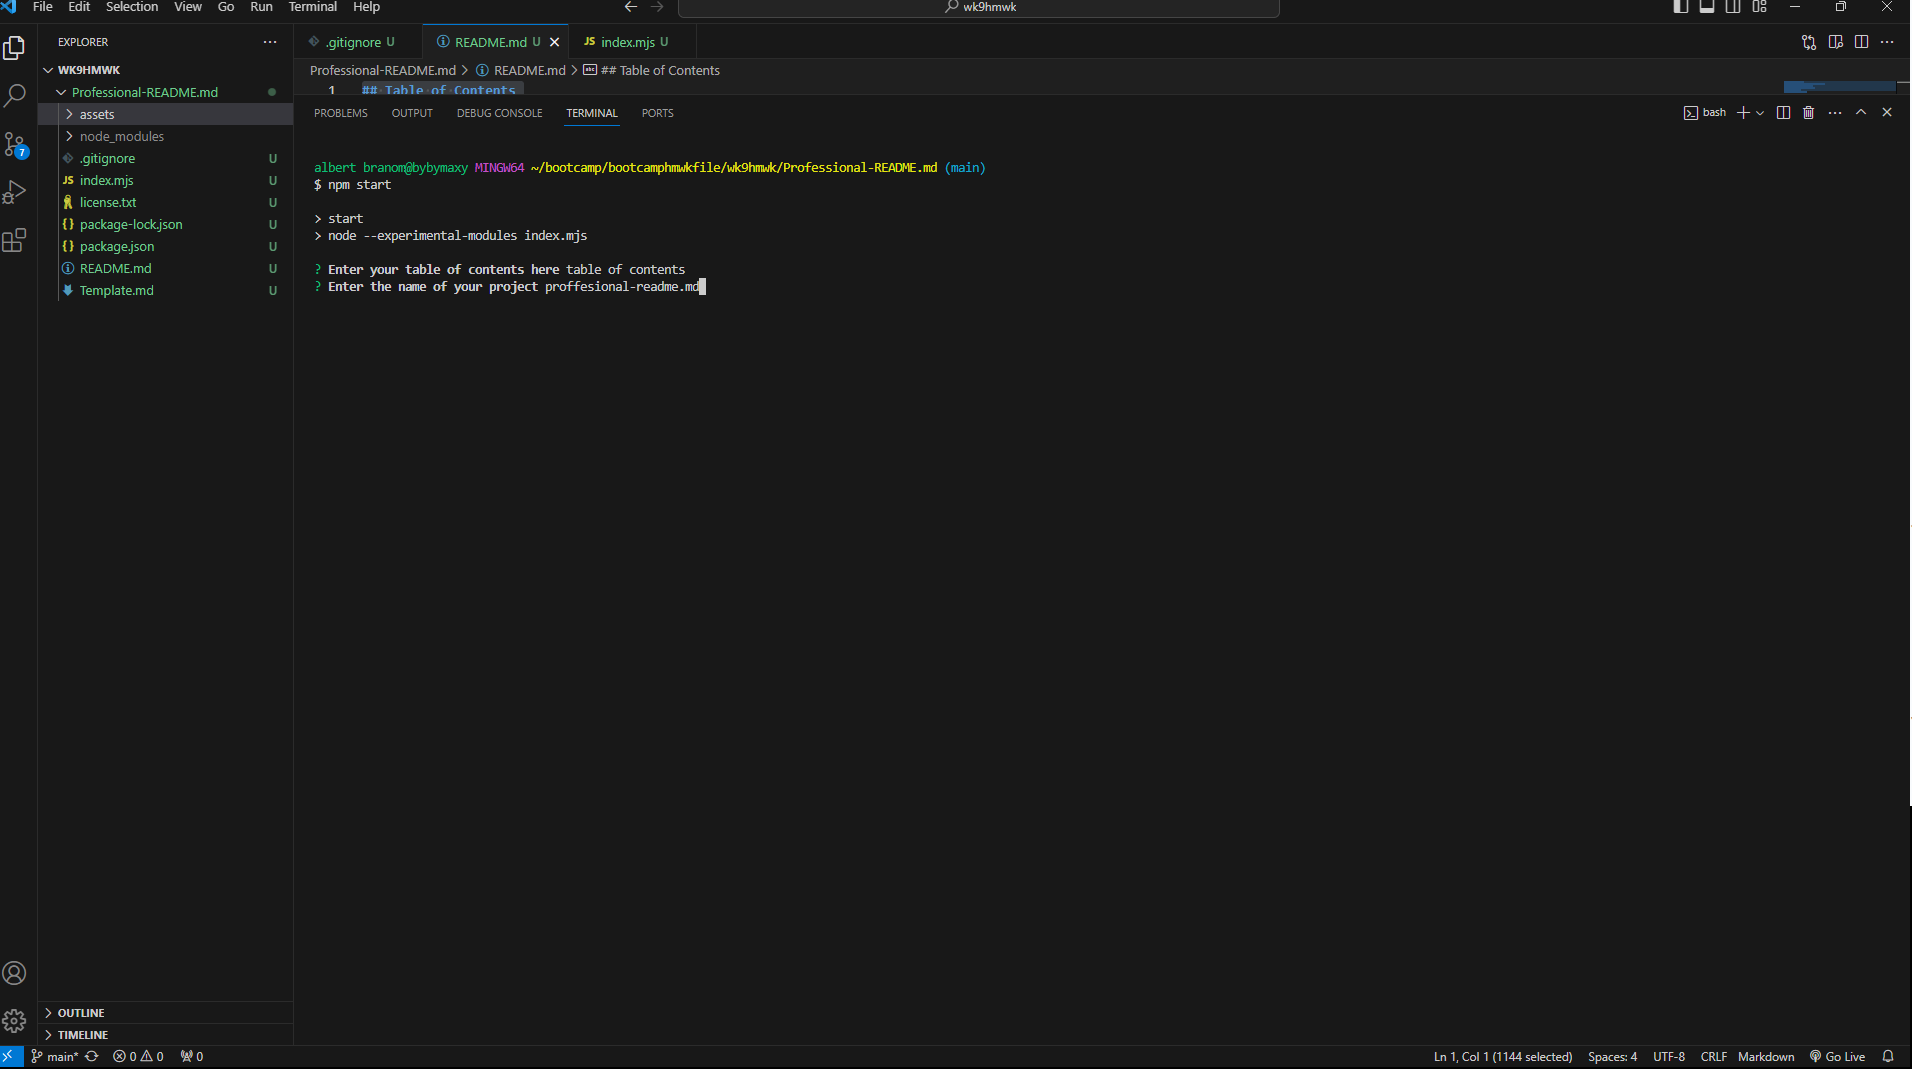 File Edit Selection View Go Run Terminal Help
wk9hmwk
EXPLORER
WK9HMWK
Professional-README.md
assets
node_modules
.gitignore U
JS index.mjs U
license.txt U
{} package-lock.json U
{} package.json U
README.md U
Template.md U
OUTLINE
TIMELINE
.gitignore U
README.md U
JS index.mjs U
Professional-README.md > README.md > abc ## Table of Contents
1 ## Table of Contents
PROBLEMS OUTPUT DEBUG CONSOLE TERMINAL PORTS
bash
albert branom@bybymaxy MINGW64 ~/bootcamp/bootcamphmwkfile/wk9hmwk/Professional-README.md (main)
$ npm start
> start
> node --experimental-modules index.mjs
? Enter your table of contents here table of contents
? Enter the name of your project proffesional-readme.md
7
main* 0 0 0
Ln 1, Col 1 (1144 selected) Spaces: 4 UTF-8 CRLF Markdown Go Live